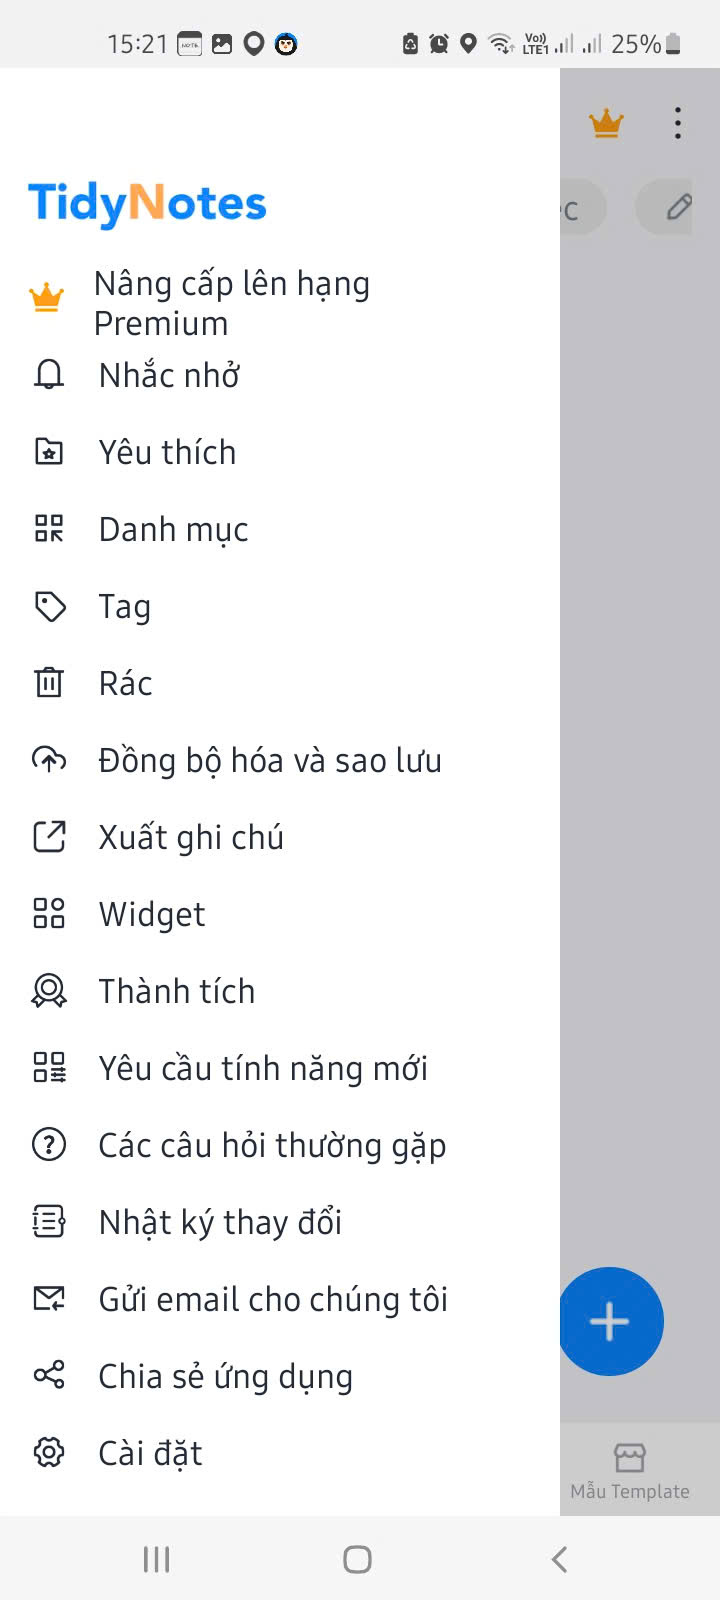 15:21 NOTE Vo)) LTE1 25%
TidyNotes
Nâng cấp lên hạng
Premium
Nhắc nhở
Yêu thích
Danh mục
Tag
Rác
Đồng bộ hóa và sao lưu
Xuất ghi chú
Widget
Thành tích
Yêu cầu tính năng mới
Các câu hỏi thường gặp
Nhật ký thay đổi
Gửi email cho chúng tôi
Chia sẻ ứng dụng
Cài đặt
Mẫu Template